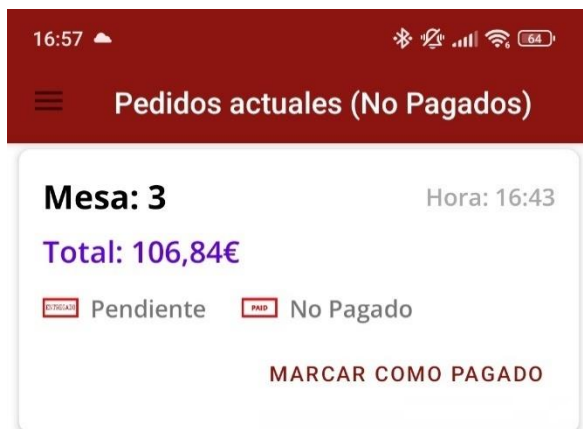 16:57 64
Pedidos actuales (No Pagados)
Mesa: 3 Hora: 16:43
Total: 106,84€
ENTREGADO Pendiente PAID No Pagado
MARCAR COMO PAGADO